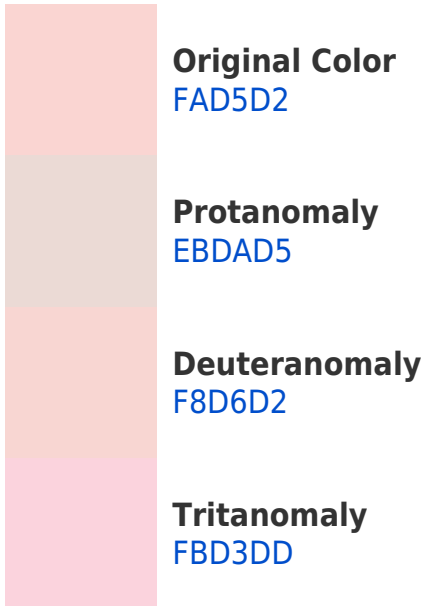 Original Color
FAD5D2
Protanomaly
EBDAD5
Deuteranomaly
F8D6D2
Tritanomaly
FBD3DD